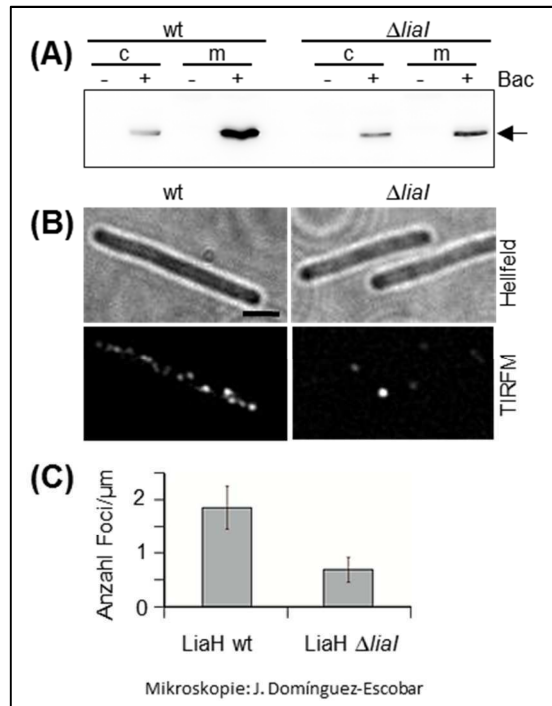 wt ΔliaI
(A) c m c m
- + - + - + - + Bac
wt ΔliaI
(B)
Hellfeld
TIRFM
(C)
Anzahl Foci/µm
2
1
0
LiaH wt LiaH ΔliaI
Mikroskopie: J. Domínguez-Escobar